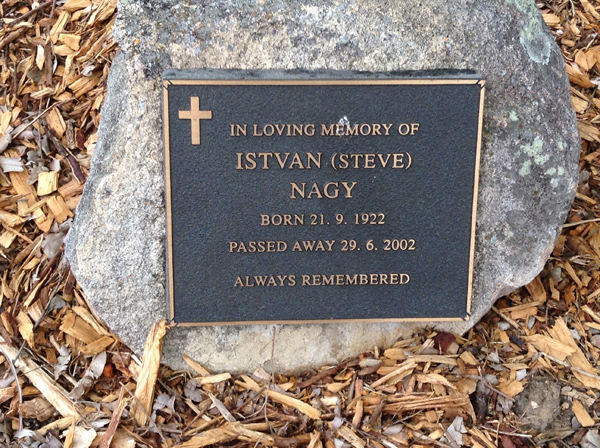 IN LOVING MEMORY OF
ISTVAN (STEVE)
NAGY
BORN 21. 9. 1922
PASSED AWAY 29. 6. 2002
ALWAYS REMEMBERED